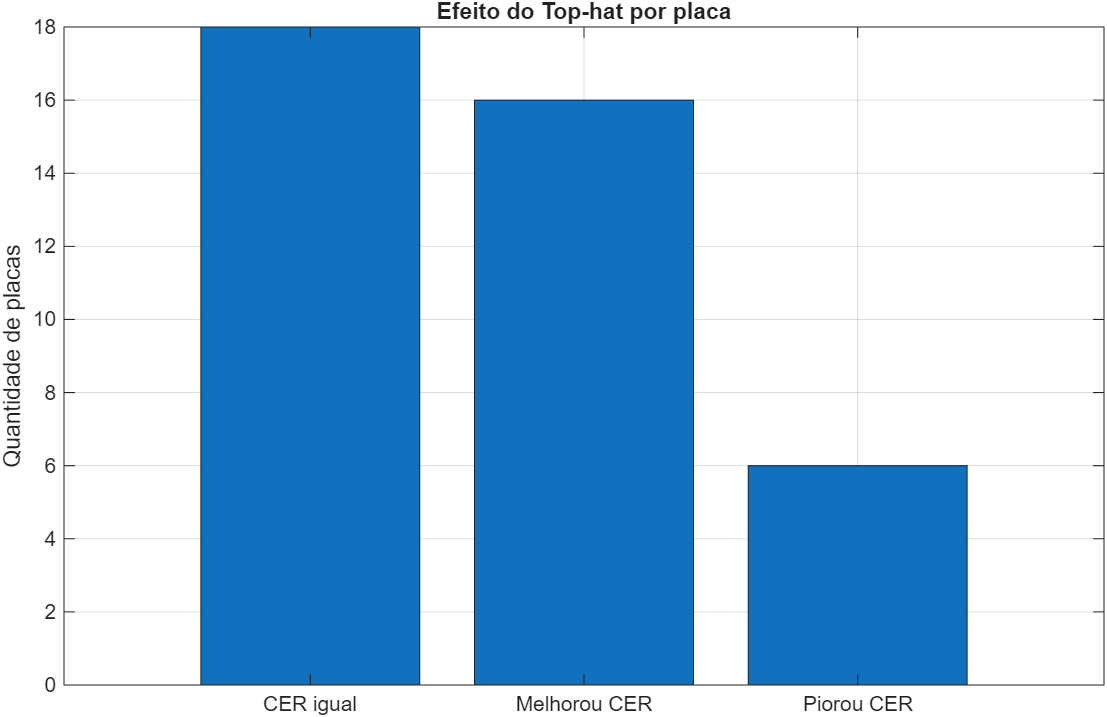 Efeito do Top-hat por placa
Quantidade de placas
18
16
14
12
10
8
6
4
2
0
CER igual
Melhorou CER
Piorou CER